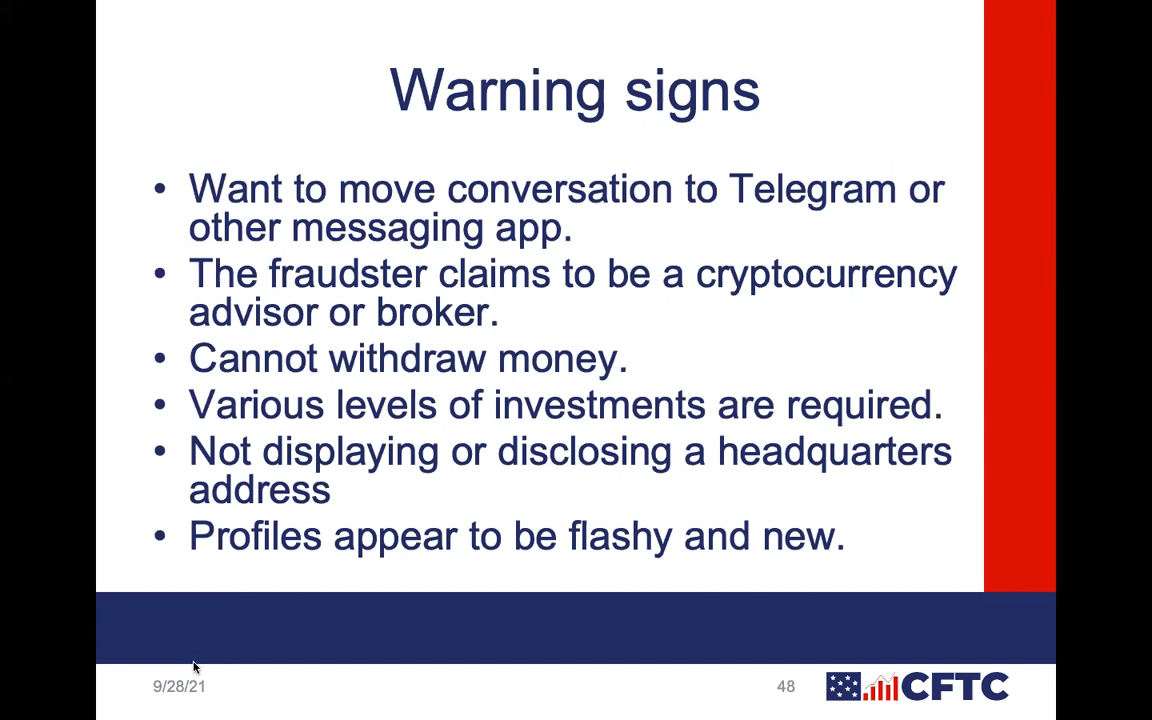 Warning signs
• Want to move conversation to Telegram or
other messaging app.
• The fraudster claims to be a cryptocurrency
advisor or broker.
• Cannot withdraw money.
• Various levels of investments are required.
• Not displaying or disclosing a headquarters
address
• Profiles appear to be flashy and new.
9/28/21
48
CFTC